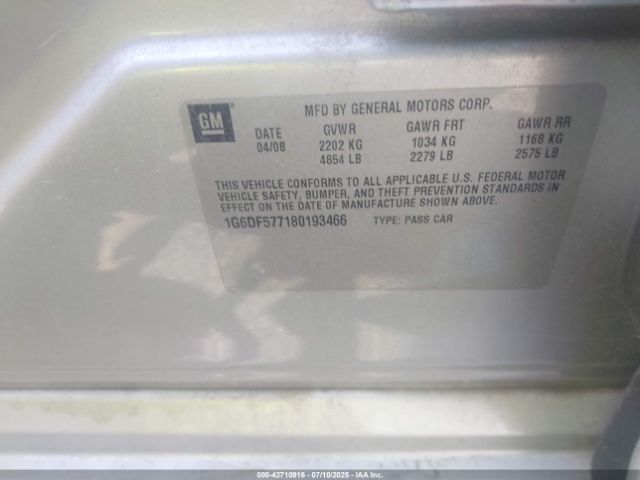 GM
MFD BY GENERAL MOTORS CORP.
DATE GVWR GAWR FRT GAWR RR
04/08 2202 KG 1034 KG 1168 KG
4854 LB 2279 LB 2575 LB
THIS VEHICLE CONFORMS TO ALL APPLICABLE U.S. FEDERAL MOTOR
VEHICLE SAFETY, BUMPER, AND THEFT PREVENTION STANDARDS IN
EFFECT ON THE DATE OF MANUFACTURE SHOWN ABOVE.
1G6DF577180193466 TYPE: PASS CAR
000-42710916 - 07/10/2025 - IAAI.COM